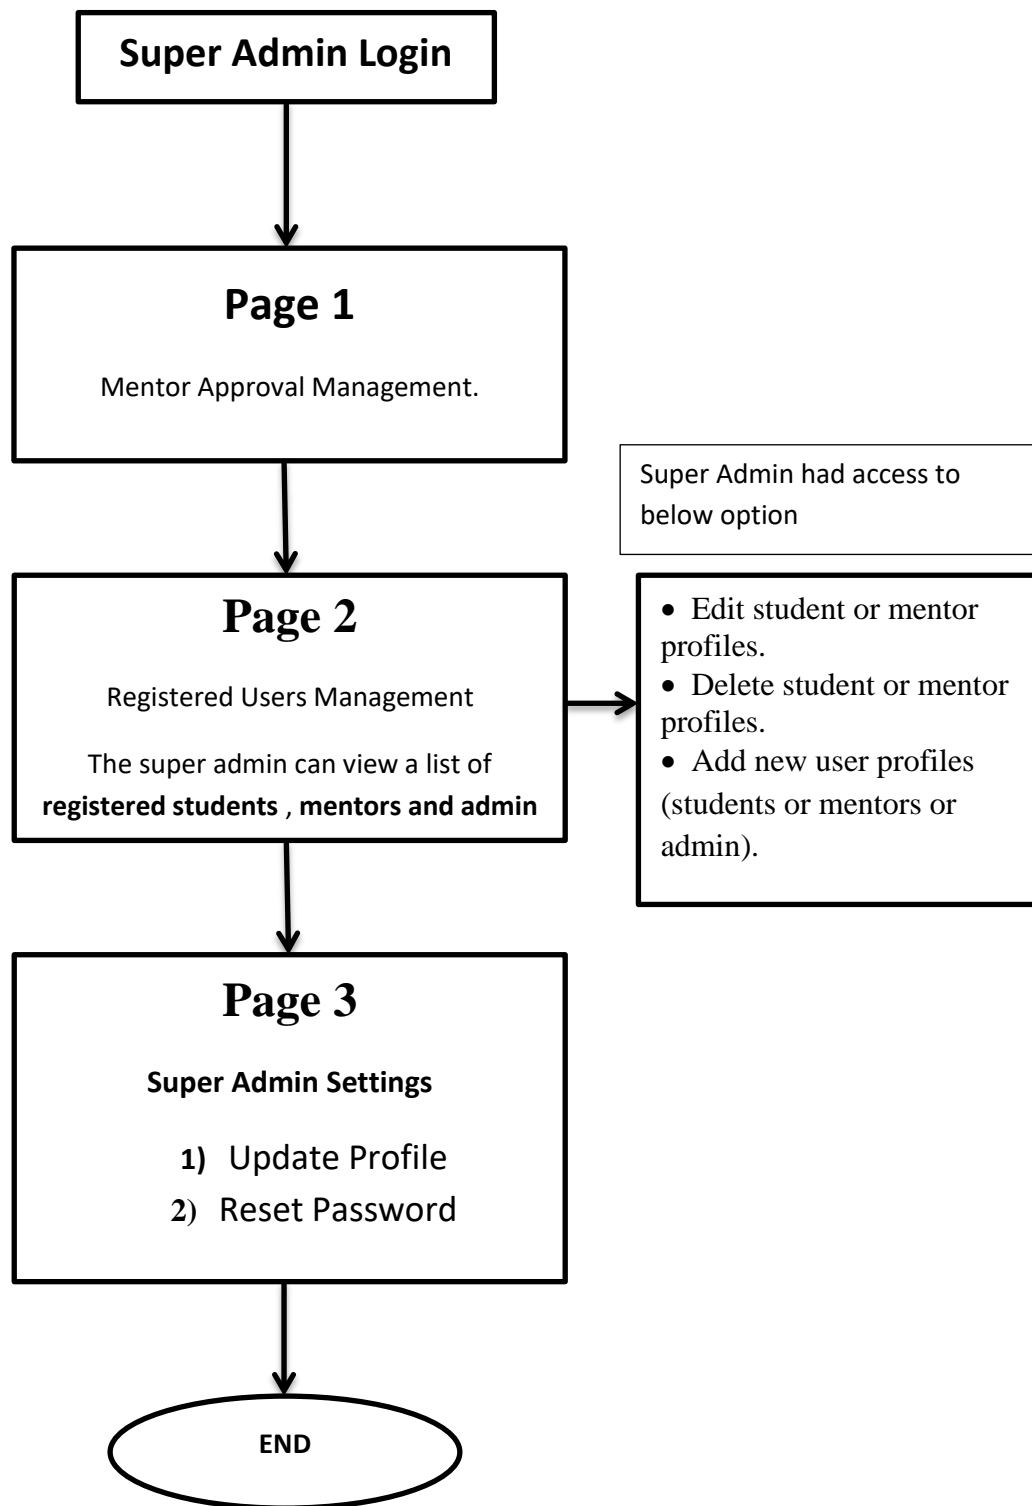 Super Admin Login
Page 1
Mentor Approval Management.
Super Admin had access to
below option
Page 2
Registered Users Management
The super admin can view a list of
registered students , mentors and admin
• Edit student or mentor
profiles.
• Delete student or mentor
profiles.
• Add new user profiles
(students or mentors or
admin).
Page 3
Super Admin Settings
1) Update Profile
2) Reset Password
END